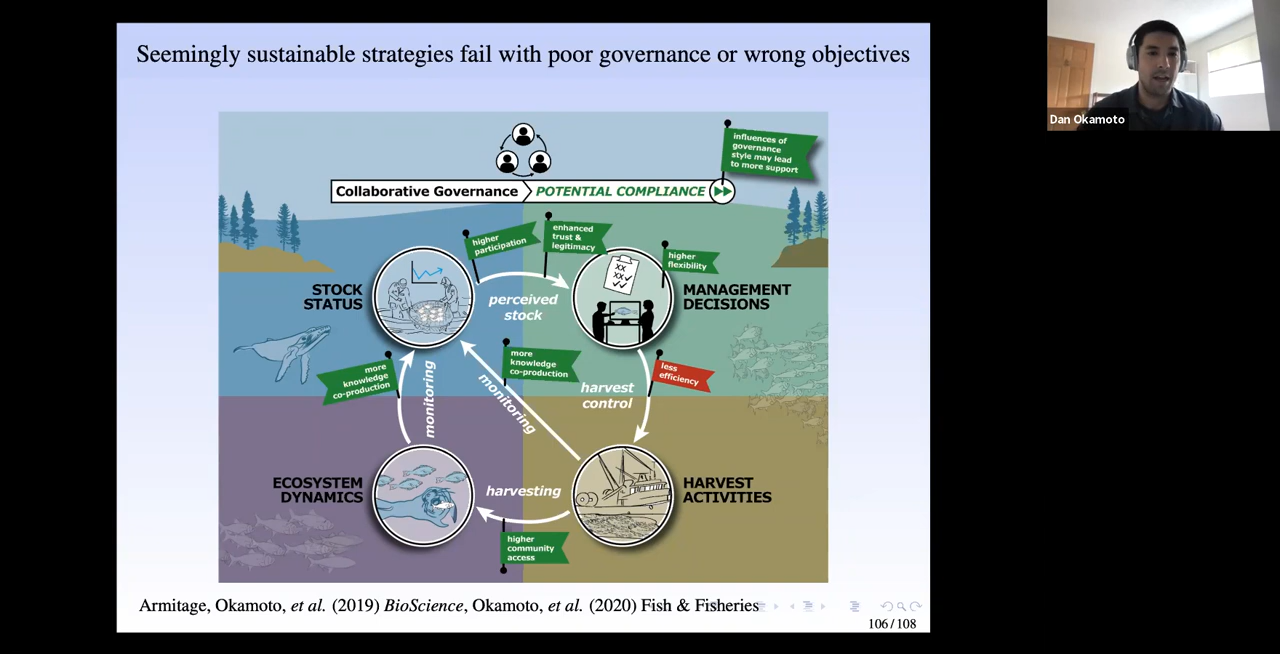 Seemingly sustainable strategies fail with poor governance or wrong objectives
Dan Okamoto
influences of
governance
style may lead
to more support
Collaborative Governance
POTENTIAL COMPLIANCE
higher
participation
enhanced
trust &
legitimacy
higher
flexibility
STOCK
STATUS
perceived
stock
XX
XX
MANAGEMENT
DECISIONS
more
knowledge
co-production
monitoring
more
knowledge
co-production
monitoring
harvest
control
less
efficiency
ECOSYSTEM
DYNAMICS
harvesting
HARVEST
ACTIVITIES
higher
community
access
Armitage, Okamoto, et al. (2019) BioScience, Okamoto, et al. (2020) Fish & Fisheries
106 / 108